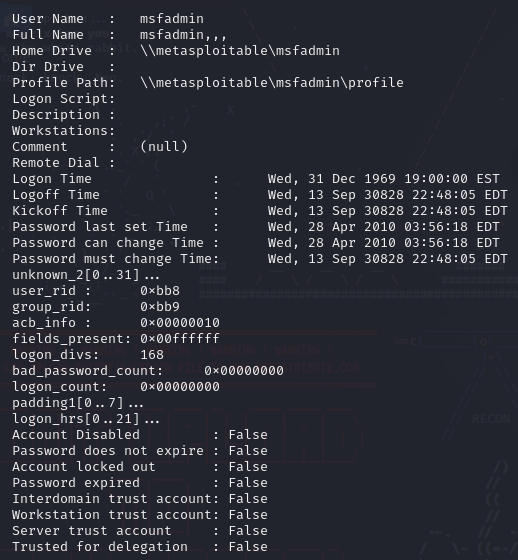 User Name   :   msfadmin
Full Name   :   msfadmin,,,
Home Drive  :   \\metasploitable\msfadmin
Dir Drive   :
Profile Path:   \\metasploitable\msfadmin\profile
Logon Script:
Description :
Workstations:
Comment     :   (null)
Remote Dial :
Logon Time               :      Wed, 31 Dec 1969 19:00:00 EST
Logoff Time              :      Wed, 13 Sep 30828 22:48:05 EDT
Kickoff Time             :      Wed, 13 Sep 30828 22:48:05 EDT
Password last set Time   :      Wed, 28 Apr 2010 03:56:18 EDT
Password can change Time :      Wed, 28 Apr 2010 03:56:18 EDT
Password must change Time:      Wed, 13 Sep 30828 22:48:05 EDT
unknown_2[0..31]...
user_rid :      0×bb8
group_rid:      0×bb9
acb_info :      0×00000010
fields_present: 0×00ffffff
logon_divs:     168
bad_password_count:     0×00000000
logon_count:    0×00000000
padding1[0..7]...
logon_hrs[0..21]...
Account Disabled         : False
Password does not expire : False
Account locked out       : False
Password expired         : False
Interdomain trust account: False
Workstation trust account: False
Server trust account     : False
Trusted for delegation   : False
RECON